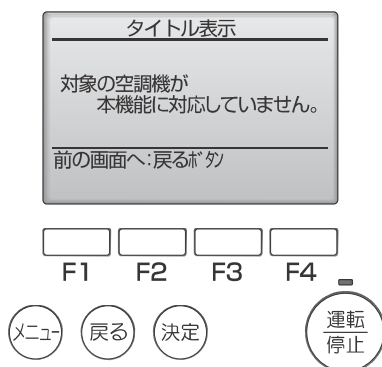 タイトル表示
対象の空調機が
本機能に対応していません。
前の画面へ:戻るボタン
F1 F2 F3 F4
メニュー 戻る 決定 運転
停止